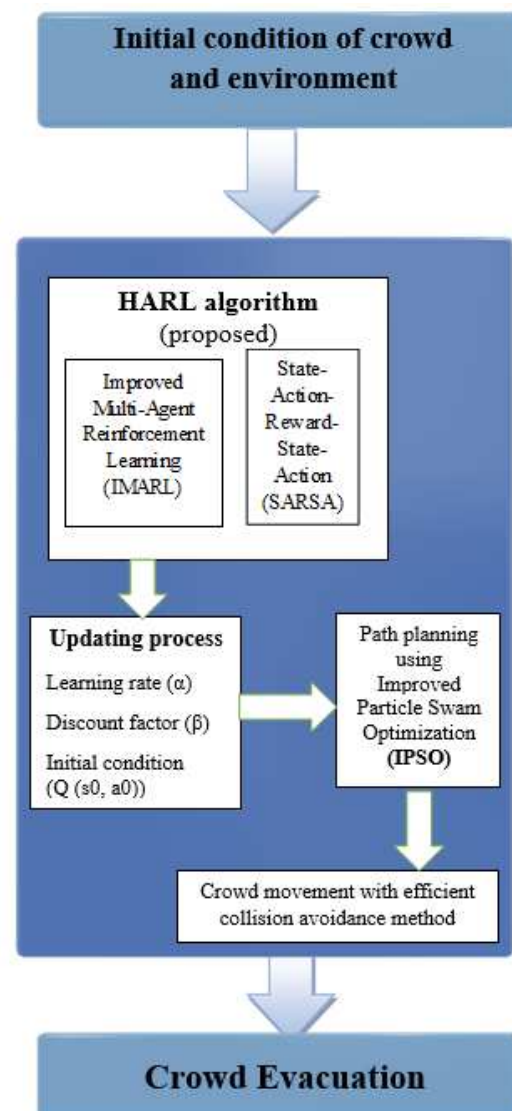 Initial condition of crowd
and environment
HARL algorithm
(proposed)
Improved
Multi-Agent
Reinforcement
Learning
(IMARL)
State-
Action-
Reward-
State-
Action
(SARSA)
Updating process
Learning rate (α)
Discount factor (β)
Initial condition
(Q (s0, a0))
Path planning
using
Improved
Particle Swam
Optimization
(IPSO)
Crowd movement with efficient
collision avoidance method
Crowd Evacuation